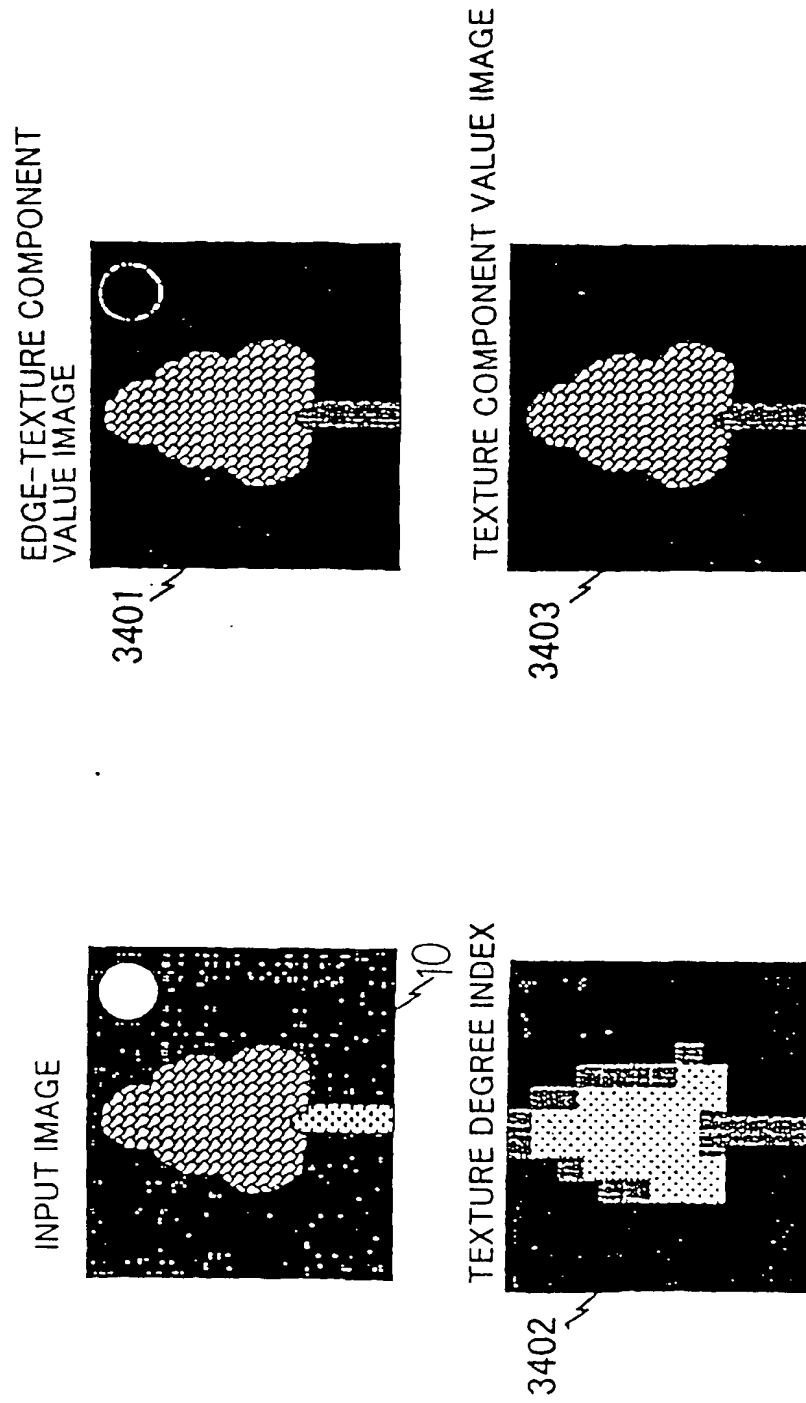 INPUT IMAGE
10
EDGE-TEXTURE COMPONENT
VALUE IMAGE
3401
TEXTURE DEGREE INDEX
3402
TEXTURE COMPONENT VALUE IMAGE
3403